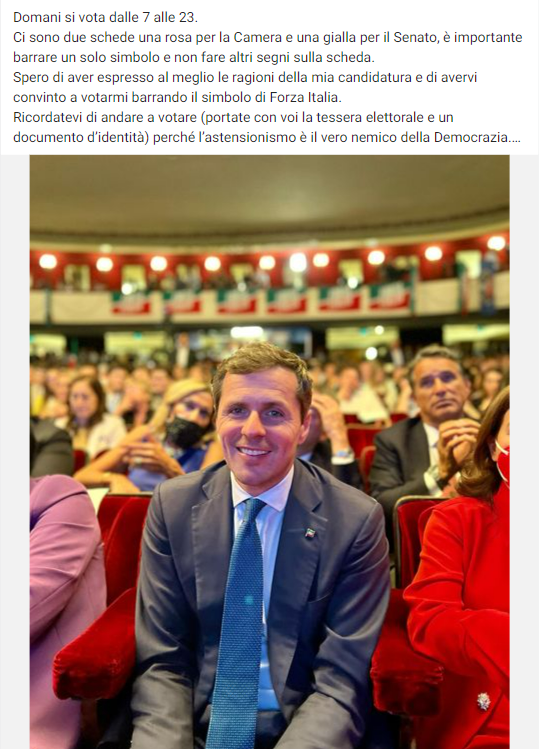 Domani si vota dalle 7 alle 23.
Ci sono due schede una rosa per la Camera e una gialla per il Senato, è importante
barrare un solo simbolo e non fare altri segni sulla scheda.
Spero di aver espresso al meglio le ragioni della mia candidatura e di avervi
convinto a votarmi barrando il simbolo di Forza Italia.
Ricordatevi di andare a votare (portate con voi la tessera elettorale e un
documento d’identità) perché l’astensionismo è il vero nemico della Democrazia....